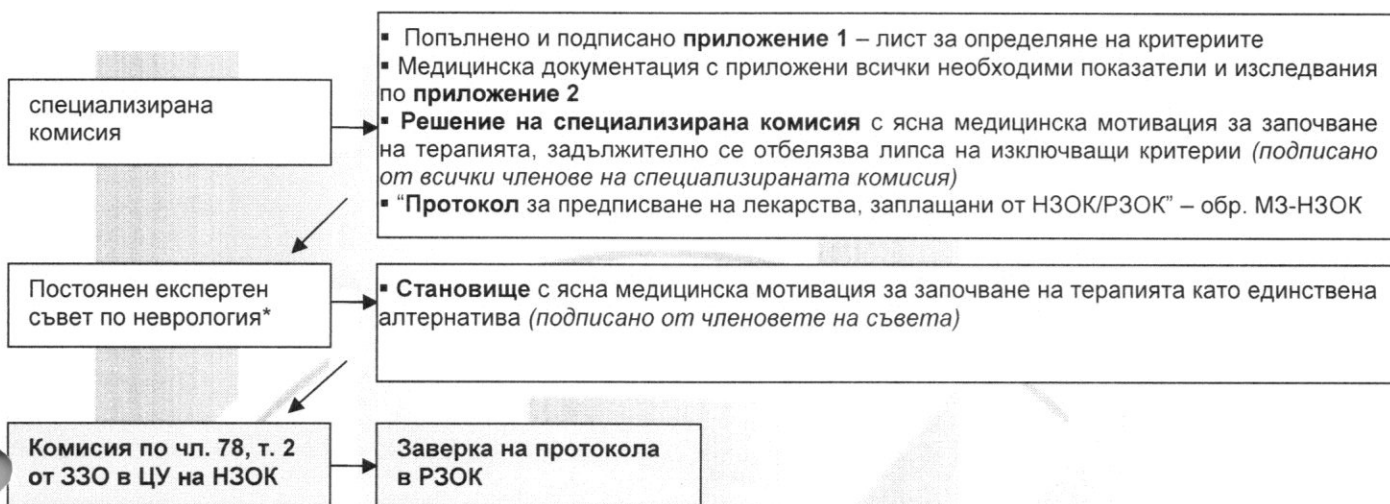 специализирана
комисия
▪ Попълнено и подписано приложение 1 – лист за определяне на критериите
▪ Медицинска документация с приложени всички необходими показатели и изследвания
по приложение 2
▪ Решение на специализирана комисия с ясна медицинска мотивация за започване
на терапията, задължително се отбелязва липса на изключващи критерии (подписано
от всички членове на специализираната комисия)
▪ “Протокол за предписване на лекарства, заплащани от НЗОК/РЗОК” – обр. МЗ-НЗОК
Постоянен експертен
съвет по неврология*
▪ Становище с ясна медицинска мотивация за започване на терапията като единствена
алтернатива (подписано от членовете на съвета)
Комисия по чл. 78, т. 2
от ЗЗО в ЦУ на НЗОК
Заверка на протокола
в РЗОК